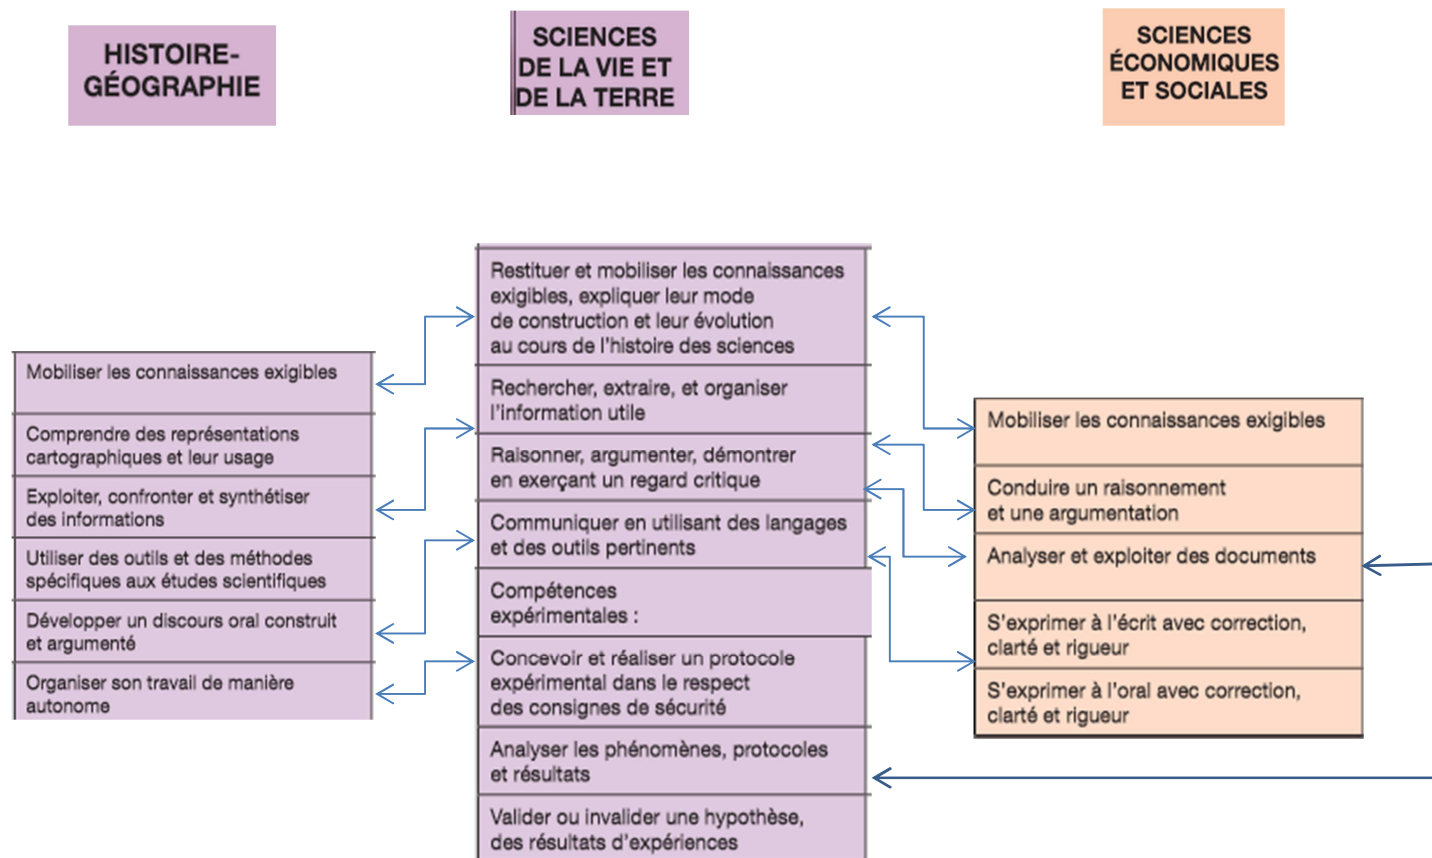 HISTOIRE-
GÉOGRAPHIE
SCIENCES
DE LA VIE ET
DE LA TERRE
SCIENCES
ÉCONOMIQUES
ET SOCIALES
Mobiliser les connaissances exigibles
Comprendre des représentations
cartographiques et leur usage
Exploiter, confronter et synthétiser
des informations
Utiliser des outils et des méthodes
spécifiques aux études scientifiques
Développer un discours oral construit
et argumenté
Organiser son travail de manière
autonome
Restituer et mobiliser les connaissances
exigibles, expliquer leur mode
de construction et leur évolution
au cours de l'histoire des sciences
Rechercher, extraire, et organiser
l'information utile
Raisonner, argumenter, démontrer
en exerçant un regard critique
Communiquer en utilisant des langages
et des outils pertinents
Compétences
expérimentales :
Concevoir et réaliser un protocole
expérimental dans le respect
des consignes de sécurité
Analyser les phénomènes, protocoles
et résultats
Valider ou invalider une hypothèse,
des résultats d'expériences
Mobiliser les connaissances exigibles
Conduire un raisonnement
et une argumentation
Analyser et exploiter des documents
S'exprimer à l'écrit avec correction,
clarté et rigueur
S'exprimer à l'oral avec correction,
clarté et rigueur